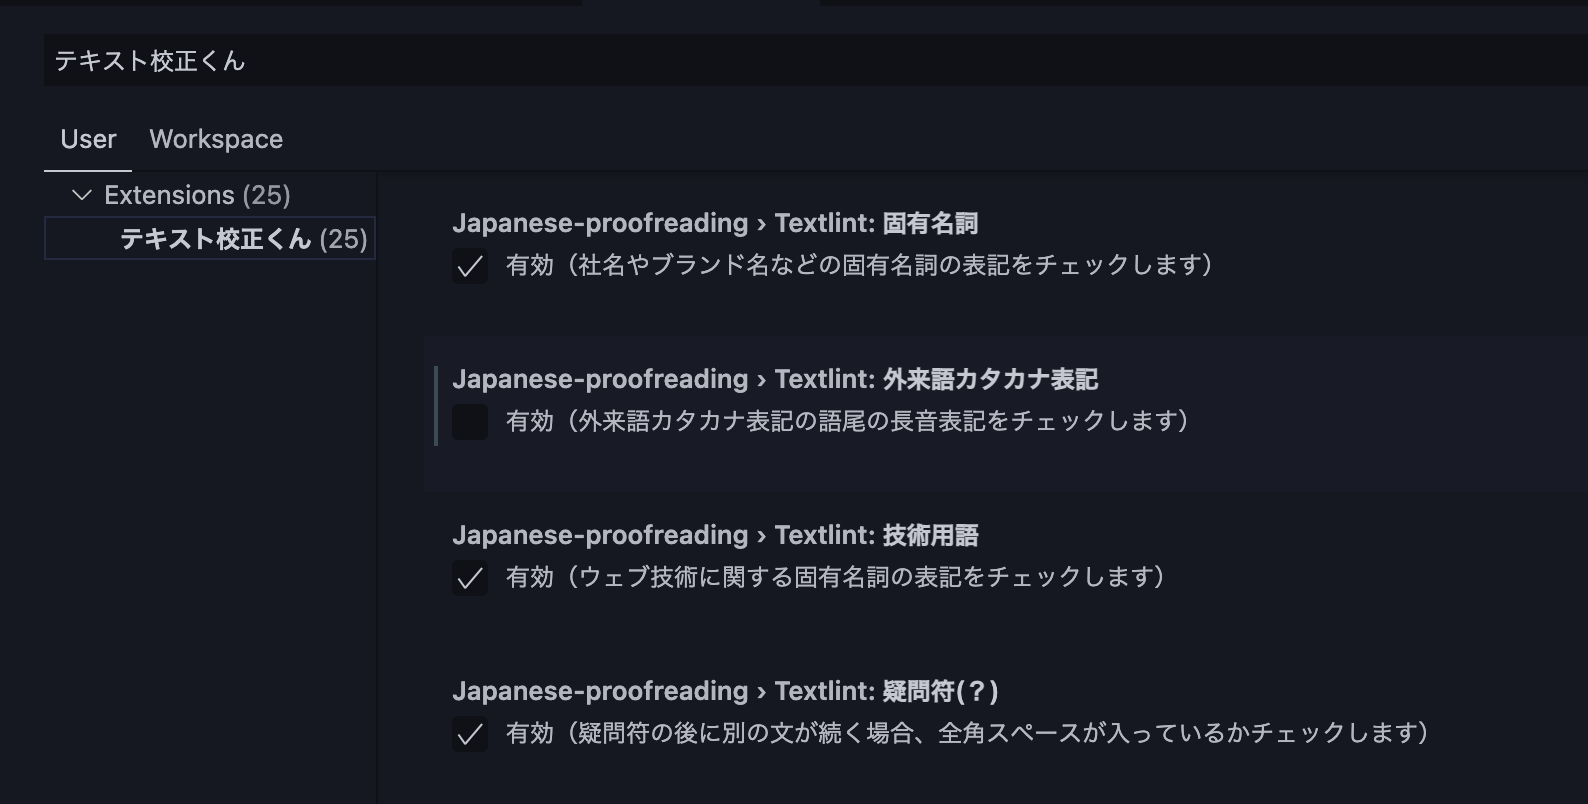 テキスト校正くん
User Workspace
Extensions (25)
テキスト校正くん (25)
Japanese-proofreading › Textlint: 固有名詞
有効（社名やブランド名などの固有名詞の表記をチェックします）
Japanese-proofreading › Textlint: 外来語カタカナ表記
有効（外来語カタカナ表記の語尾の長音表記をチェックします）
Japanese-proofreading › Textlint: 技術用語
有効（ウェブ技術に関する固有名詞の表記をチェックします）
Japanese-proofreading › Textlint: 疑問符(？)
有効（疑問符の後に別の文が続く場合、全角スペースが入っているかチェックします）